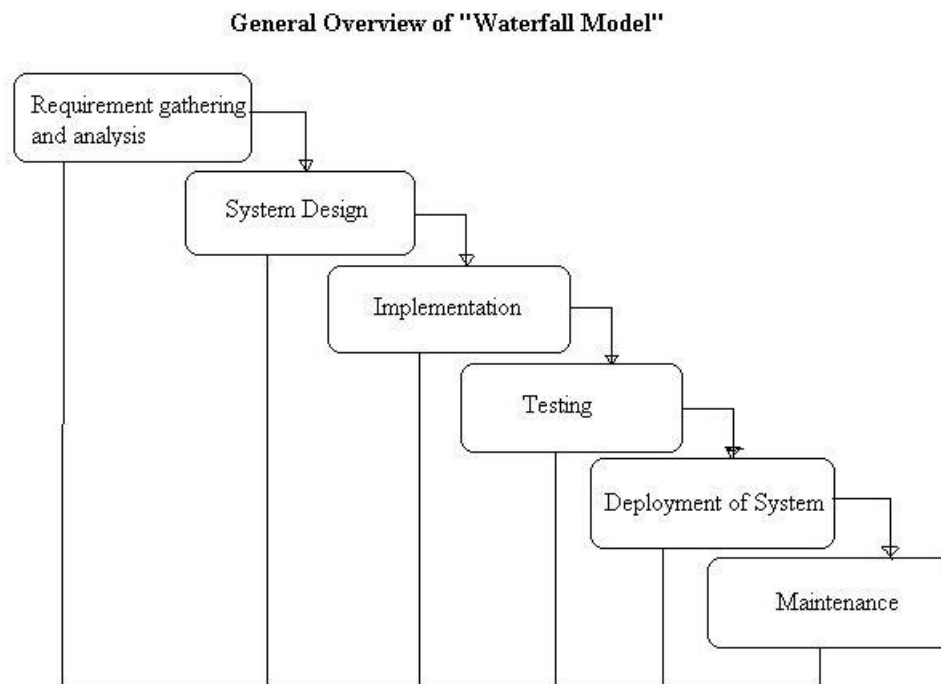 General Overview of "Waterfall Model"
Requirement gathering
and analysis
System Design
Implementation
Testing
Deployment of System
Maintenance